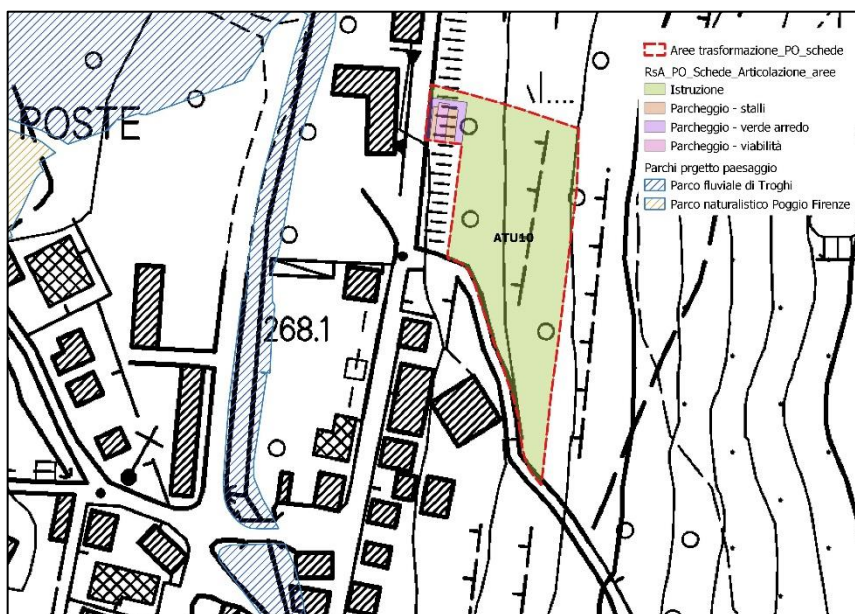 POSTE
268.1
ATU10
Aree trasformazione_PO_schede
RsA_PO_Schede_Articolazione_aree
Istruzione
Parcheggio - stalli
Parcheggio - verde arredo
Parcheggio - viabilità
Parchi prgetto paesaggio
Parco fluviale di Troghi
Parco naturalistico Poggio Firenze